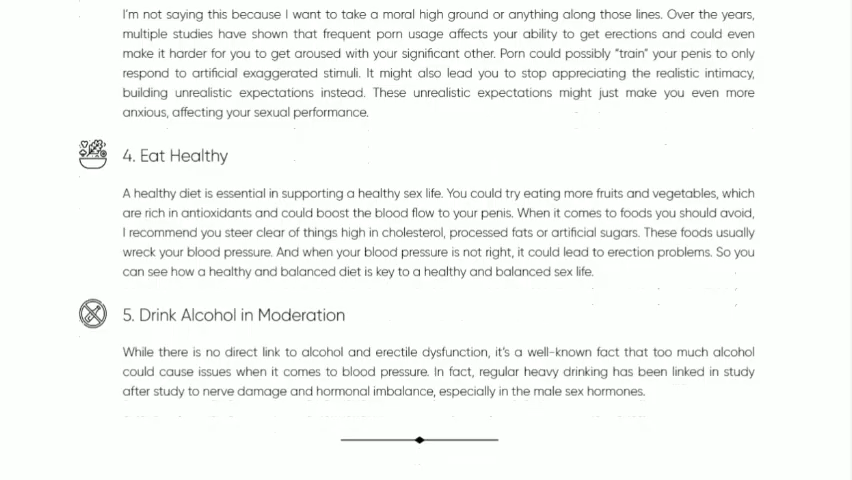 I'm not saying this because I want to take a moral high ground or anything along those lines. Over the years,
multiple studies have shown that frequent porn usage affects your ability to get erections and could even
make it harder for you to get aroused with your significant other. Porn could possibly “train” your penis to only
respond to artificial exaggerated stimuli. It might also lead you to stop appreciating the realistic intimacy,
building unrealistic expectations instead. These unrealistic expectations might just make you even more
anxious, affecting your sexual performance.
4. Eat Healthy
A healthy diet is essential in supporting a healthy sex life. You could try eating more fruits and vegetables, which
are rich in antioxidants and could boost the blood flow to your penis. When it comes to foods you should avoid,
I recommend you steer clear of things high in cholesterol, processed fats or artificial sugars. These foods usually
wreck your blood pressure. And when your blood pressure is not right, it could lead to erection problems. So you
can see how a healthy and balanced diet is key to a healthy and balanced sex life.
5. Drink Alcohol in Moderation
While there is no direct link to alcohol and erectile dysfunction, it's a well-known fact that too much alcohol
could cause issues when it comes to blood pressure. In fact, regular heavy drinking has been linked in study
after study to nerve damage and hormonal imbalance, especially in the male sex hormones.